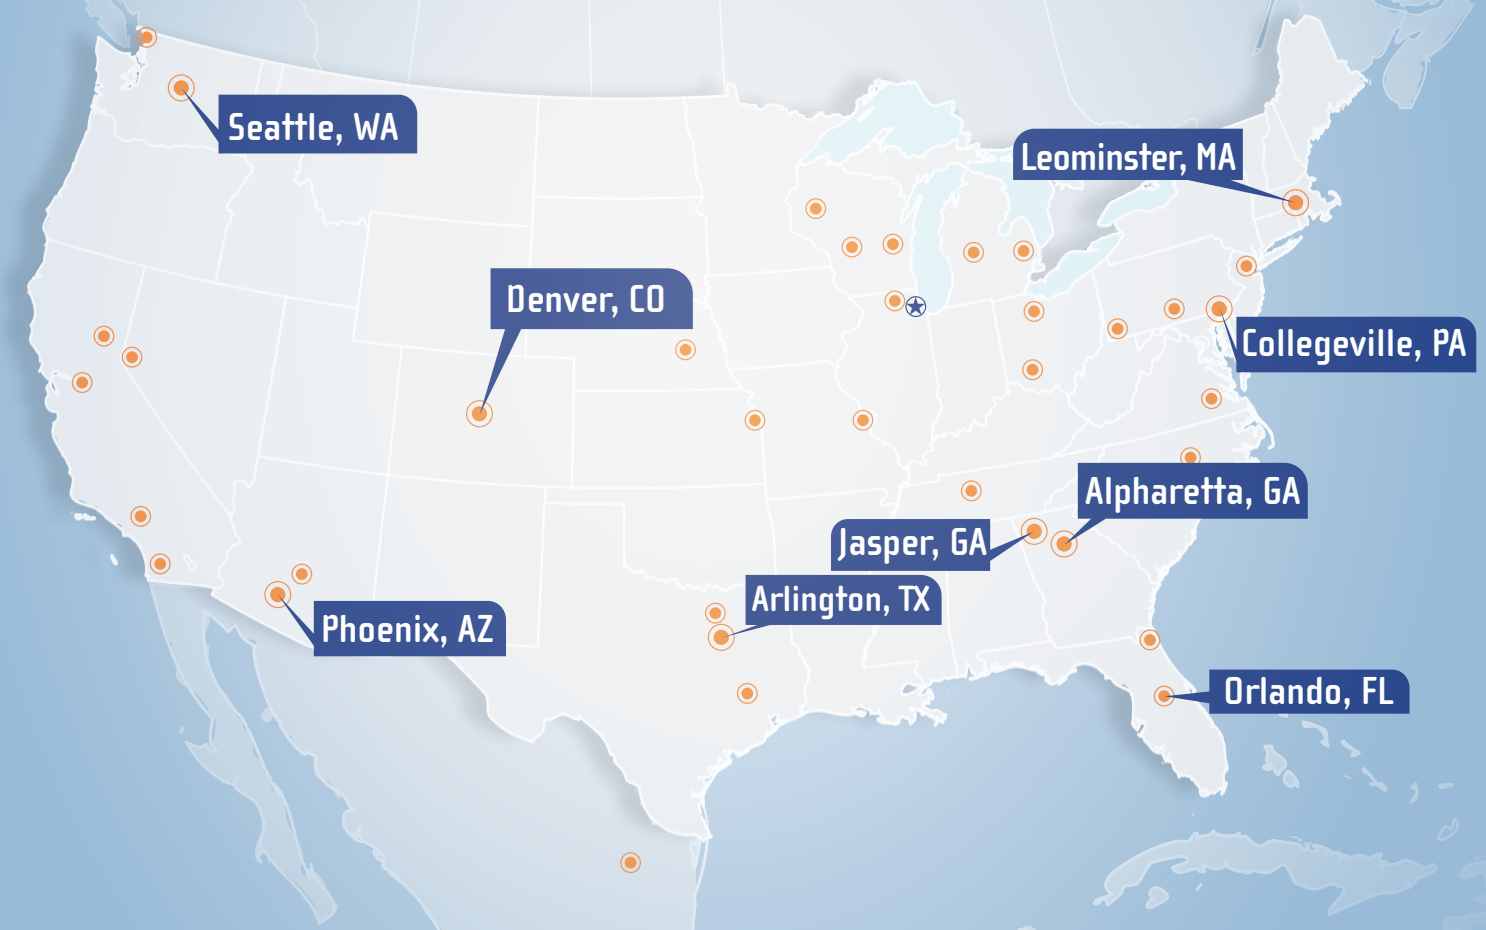 Seattle, WA
Leominster, MA
Denver, CO
Collegeville, PA
Alpharetta, GA
Jasper, GA
Arlington, TX
Phoenix, AZ
Orlando, FL